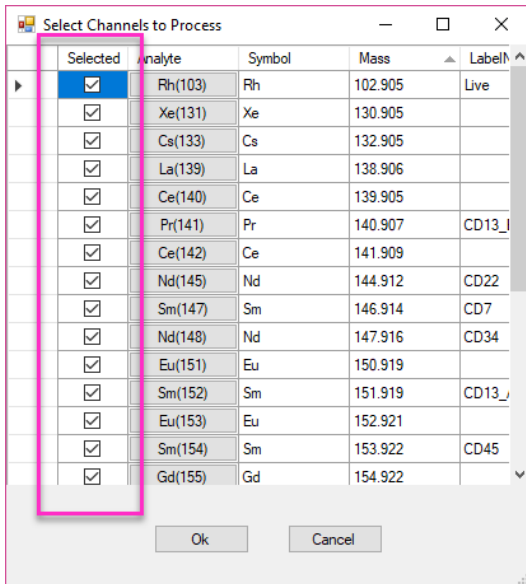 Select Channels to Process
Selected Analyte Symbol Mass LabelN
Rh(103) Rh 102.905 Live
Xe(131) Xe 130.905
Cs(133) Cs 132.905
La(139) La 138.906
Ce(140) Ce 139.905
Pr(141) Pr 140.907 CD13_
Ce(142) Ce 141.909
Nd(145) Nd 144.912 CD22
Sm(147) Sm 146.914 CD7
Nd(148) Nd 147.916 CD34
Eu(151) Eu 150.919
Sm(152) Sm 151.919 CD13_
Eu(153) Eu 152.921
Sm(154) Sm 153.922 CD45
Gd(155) Gd 154.922
Ok Cancel